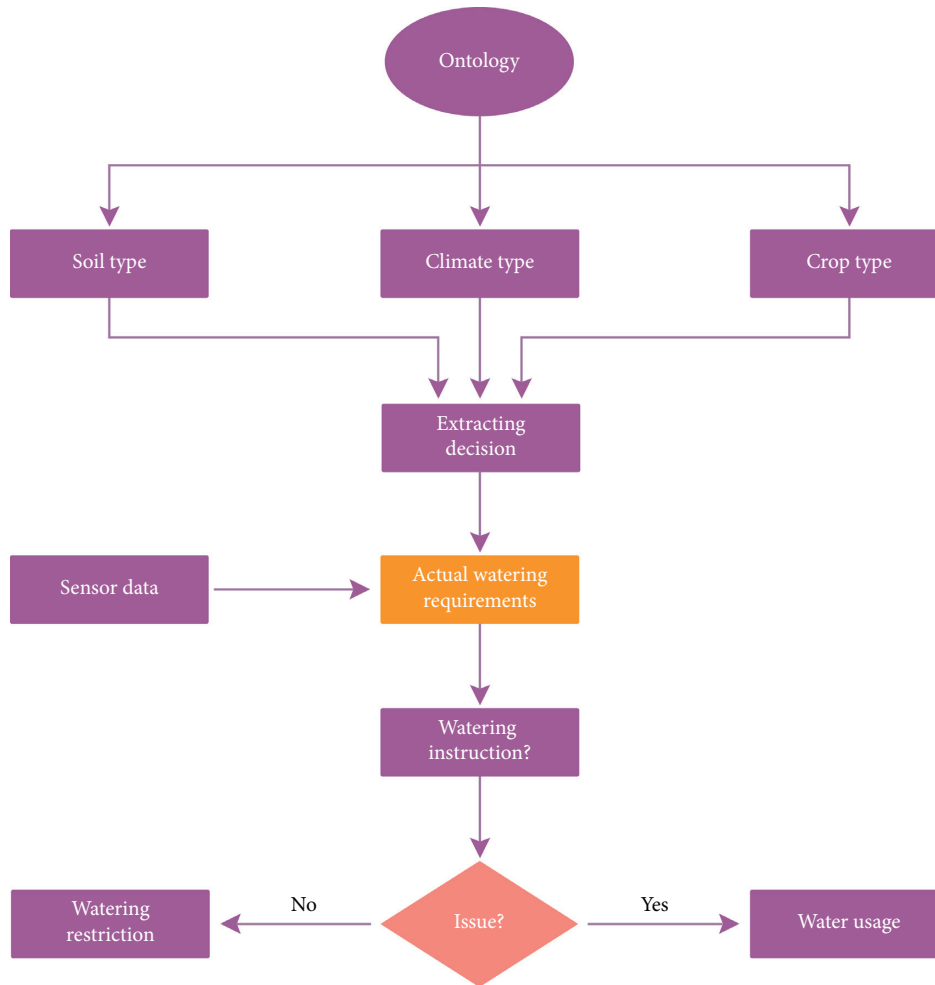 Ontology
Soil type
Climate type
Crop type
Extracting
decision
Sensor data
Actual watering
requirements
Watering
instruction?
Watering
restriction
No
Issue?
Yes
Water usage